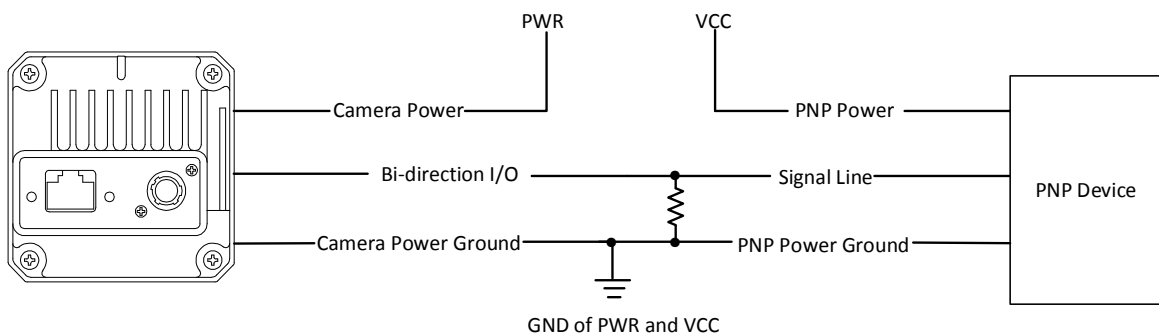 PWR
VCC
Camera Power
PNP Power
Bi-direction I/O
Signal Line
PNP Device
Camera Power Ground
PNP Power Ground
GND of PWR and VCC